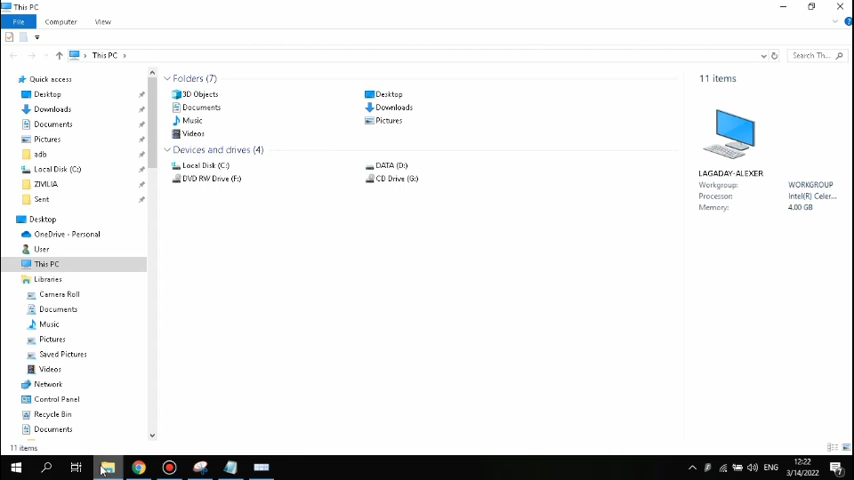 This PC
File Computer View
This PC Search Th...
Quick access
Desktop
Downloads
Documents
Pictures
adb
Local Disk (C:)
ZIVILIA
Sent
Desktop
OneDrive - Personal
User
This PC
Libraries
Camera Roll
Documents
Music
Pictures
Saved Pictures
Videos
Network
Control Panel
Recycle Bin
Documents
11 items
Folders (7)
3D Objects Desktop
Documents Downloads
Music Pictures
Videos
Devices and drives (4)
Local Disk (C:) DATA (D:)
DVD RW Drive (F:) CD Drive (G:)
11 items
LAGADAY-ALEXER
Workgroup: WORKGROUP
Processor: Intel(R) Celer...
Memory: 4.00 GB
ENG
12:22
3/14/2022